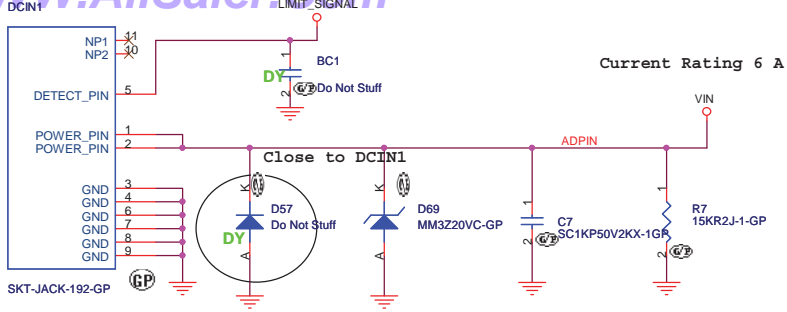 DCIN1
LIMIT_SIGNAL
NP1 11
NP2 10
DETECT_PIN 5
1
BC1
DY
2 G/P Do Not Stuff
Current Rating 6 A
VIN
POWER_PIN 1
POWER_PIN 2
ADPIN
Close to DCIN1
GND 3
GND 4
GND 6
GND 7
GND 8
GND 9
K
D57
Do Not Stuff
DY
A
K
D69
MM3Z20VC-GP
A
1
C7
SC1KP50V2KX-1GP
2 G/P
1
R7
15KR2J-1-GP
2 G/P
GP
SKT-JACK-192-GP